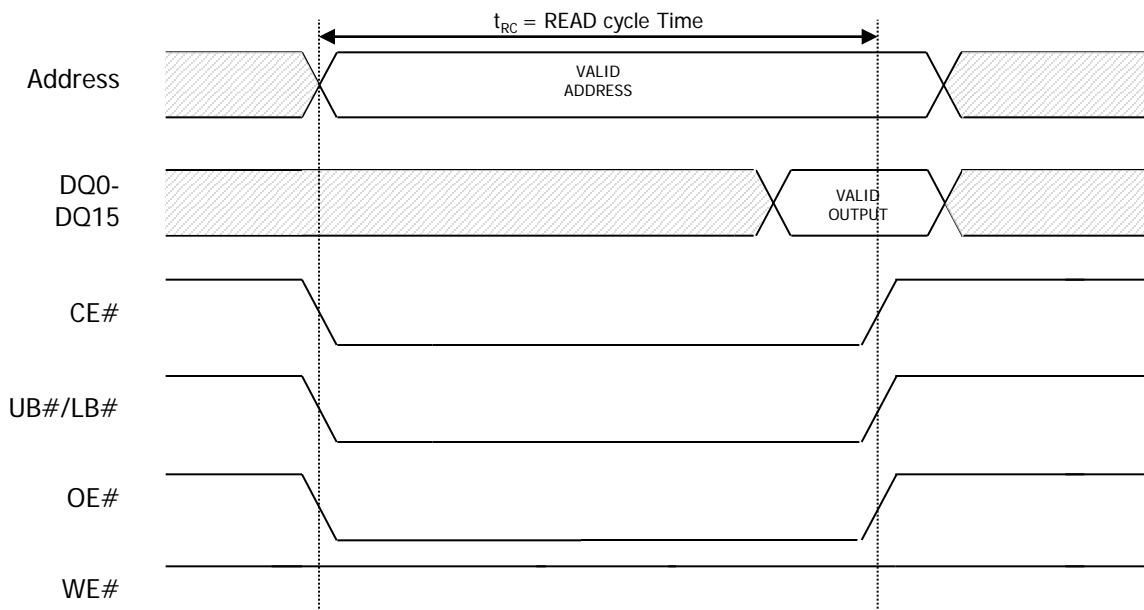 tRC = READ cycle Time
Address
VALID
ADDRESS
DQ0-
DQ15
VALID
OUTPUT
CE#
UB#/LB#
OE#
WE#